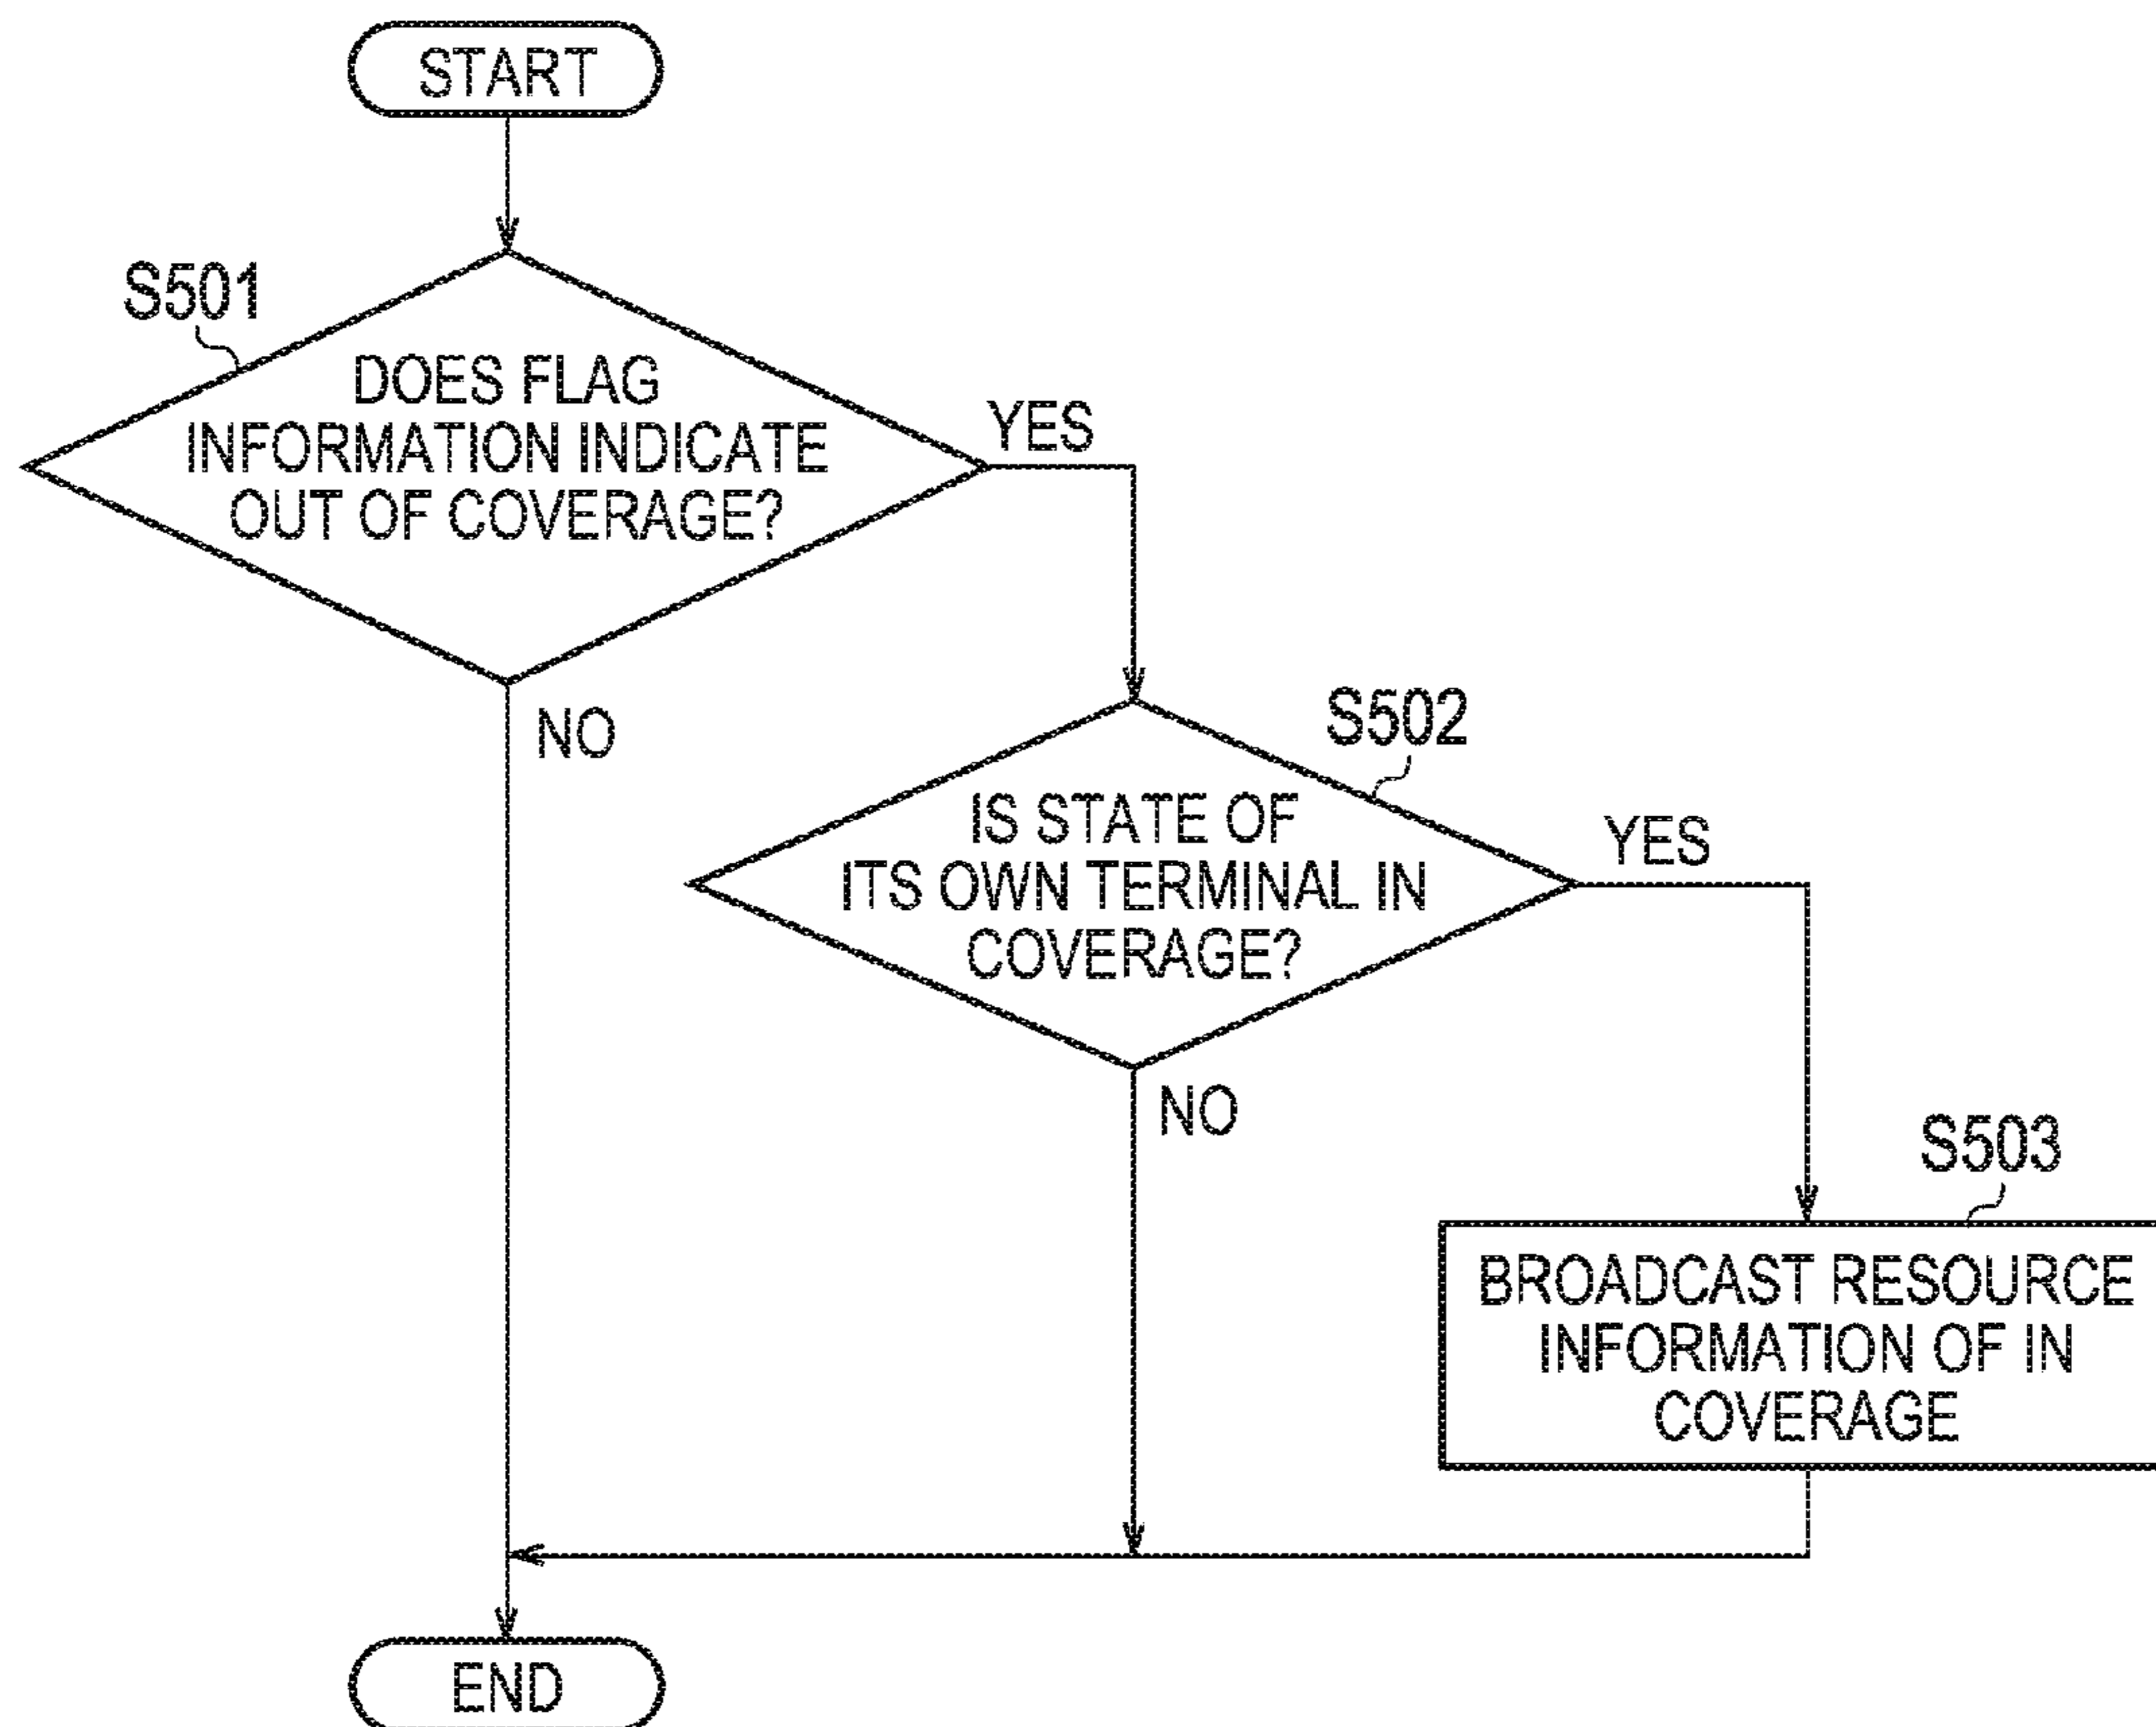 START
S501
DOES FLAG
INFORMATION INDICATE
OUT OF COVERAGE?
YES
NO
S502
IS STATE OF
ITS OWN TERMINAL IN
COVERAGE?
YES
NO
S503
BROADCAST RESOURCE
INFORMATION OF IN
COVERAGE
END